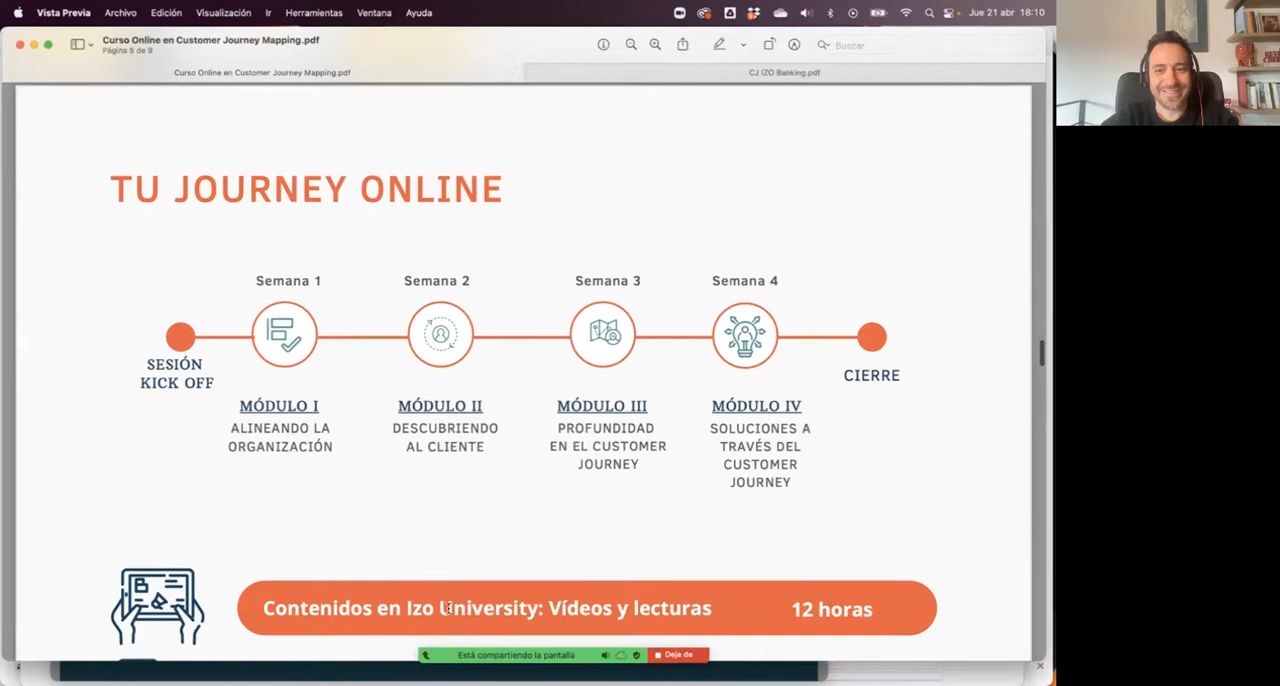 Vista Previa Archivo Edición Visualización Ir Herramientas Ventana Ayuda
Jue 21 abr 18:10
Curso Online en Customer Journey Mapping.pdf
Página 5 de 9
Buscar
Curso Online en Customer Journey Mapping.pdf
CJ IZO Banking.pdf
TU JOURNEY ONLINE
Semana 1
Semana 2
Semana 3
Semana 4
SESIÓN
KICK OFF
CIERRE
MÓDULO I
ALINEANDO LA
ORGANIZACIÓN
MÓDULO II
DESCUBRIENDO
AL CLIENTE
MÓDULO III
PROFUNDIDAD
EN EL CUSTOMER
JOURNEY
MÓDULO IV
SOLUCIONES A
TRAVÉS DEL
CUSTOMER
JOURNEY
Contenidos en Izo University: Vídeos y lecturas
12 horas
Está compartiendo la pantalla
Deja de